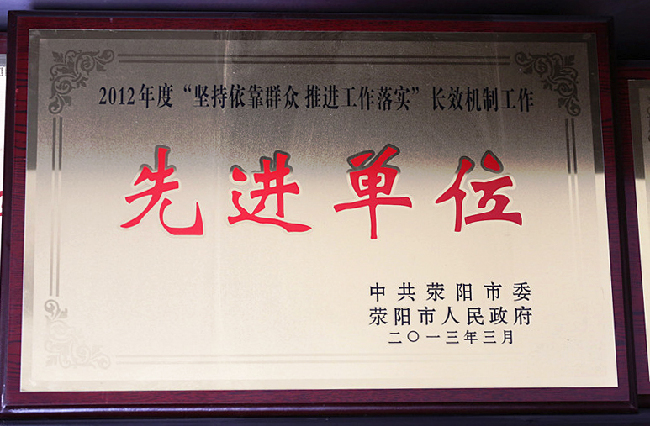 2012年度“坚持依靠群众 推进工作落实”长效机制工作
先进单位
中共荥阳市委
荥阳市人民政府
二〇一三年三月